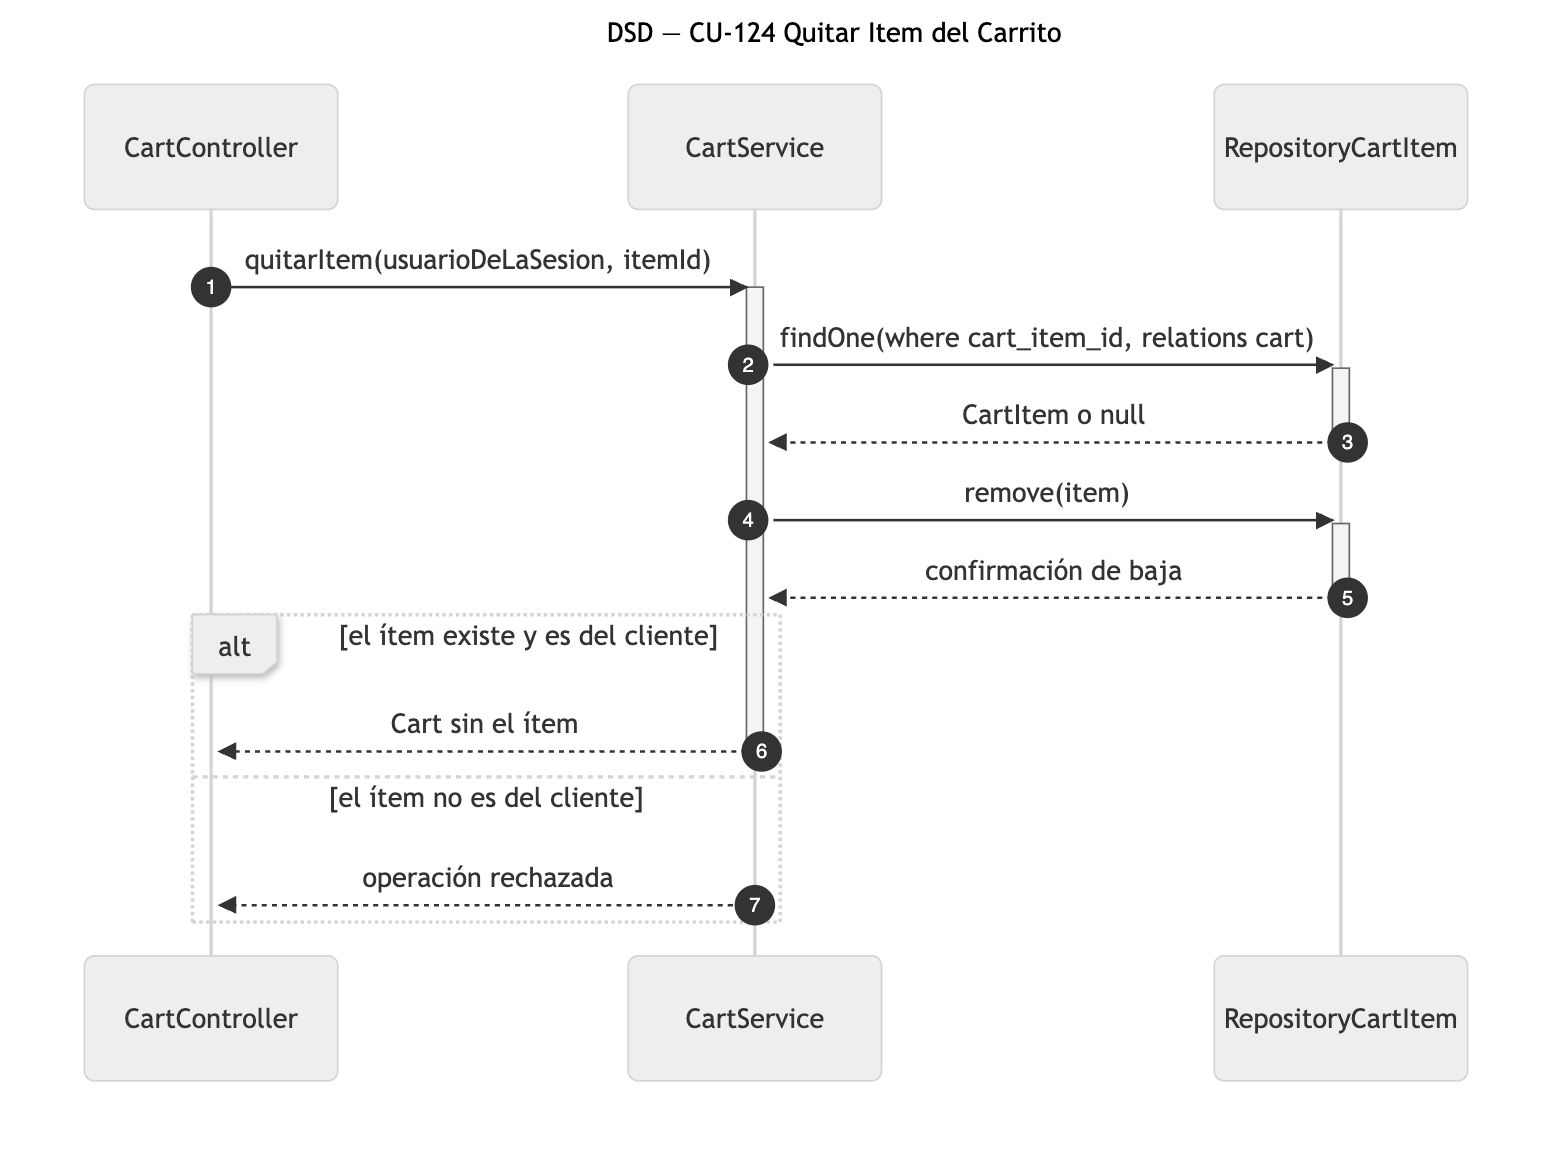 DSD — CU-124 Quitar Item del Carrito
CartController
CartService
RepositoryCartItem
quitarItem(usuarioDeLaSesion, itemId)
1
findOne(where cart_item_id, relations cart)
2
CartItem o null
3
remove(item)
4
confirmación de baja
5
alt
[el ítem existe y es del cliente]
Cart sin el ítem
6
[el ítem no es del cliente]
operación rechazada
7
CartController
CartService
RepositoryCartItem